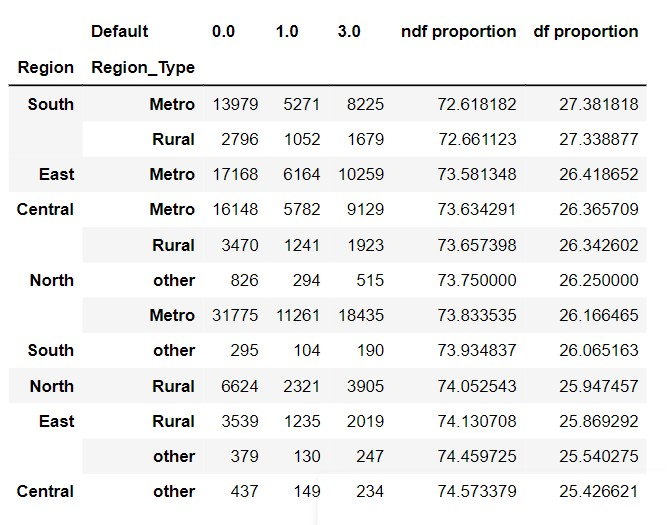 Default 0.0 1.0 3.0 ndf proportion df proportion
Region Region_Type
South Metro 13979 5271 8225 72.618182 27.381818
Rural 2796 1052 1679 72.661123 27.338877
East Metro 17168 6164 10259 73.581348 26.418652
Central Metro 16148 5782 9129 73.634291 26.365709
Rural 3470 1241 1923 73.657398 26.342602
North other 826 294 515 73.750000 26.250000
Metro 31775 11261 18435 73.833535 26.166465
South other 295 104 190 73.934837 26.065163
North Rural 6624 2321 3905 74.052543 25.947457
East Rural 3539 1235 2019 74.130708 25.869292
other 379 130 247 74.459725 25.540275
Central other 437 149 234 74.573379 25.426621